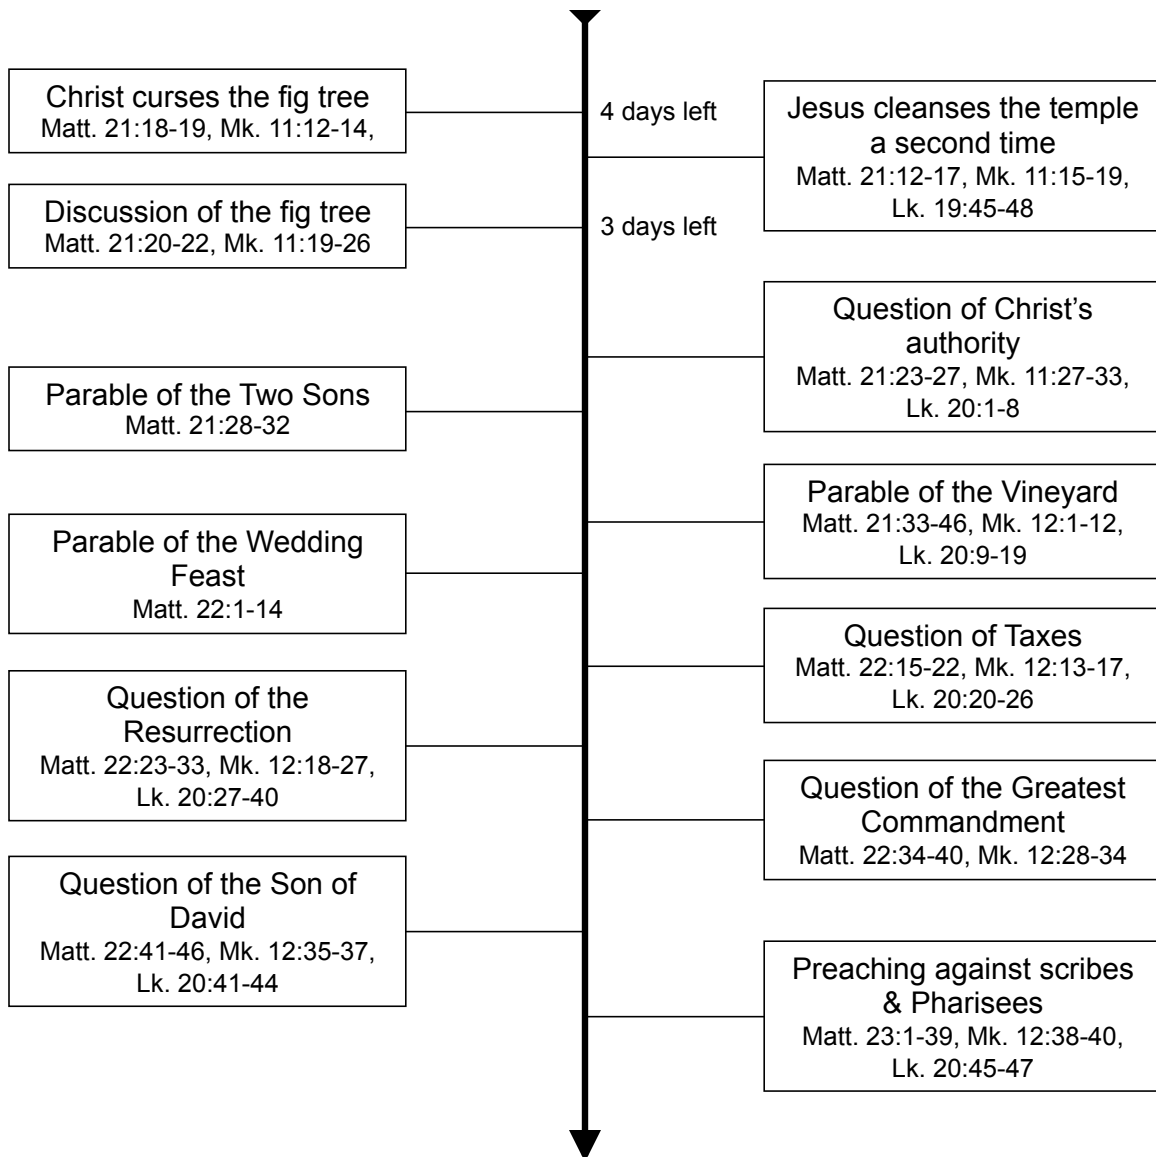 Christ curses the fig tree
Matt. 21:18-19, Mk. 11:12-14,
4 days left
Jesus cleanses the temple
a second time
Matt. 21:12-17, Mk. 11:15-19,
Lk. 19:45-48
Discussion of the fig tree
Matt. 21:20-22, Mk. 11:19-26
3 days left
Question of Christ’s
authority
Matt. 21:23-27, Mk. 11:27-33,
Lk. 20:1-8
Parable of the Two Sons
Matt. 21:28-32
Parable of the Vineyard
Matt. 21:33-46, Mk. 12:1-12,
Lk. 20:9-19
Parable of the Wedding
Feast
Matt. 22:1-14
Question of Taxes
Matt. 22:15-22, Mk. 12:13-17,
Lk. 20:20-26
Question of the
Resurrection
Matt. 22:23-33, Mk. 12:18-27,
Lk. 20:27-40
Question of the Greatest
Commandment
Matt. 22:34-40, Mk. 12:28-34
Question of the Son of
David
Matt. 22:41-46, Mk. 12:35-37,
Lk. 20:41-44
Preaching against scribes
& Pharisees
Matt. 23:1-39, Mk. 12:38-40,
Lk. 20:45-47